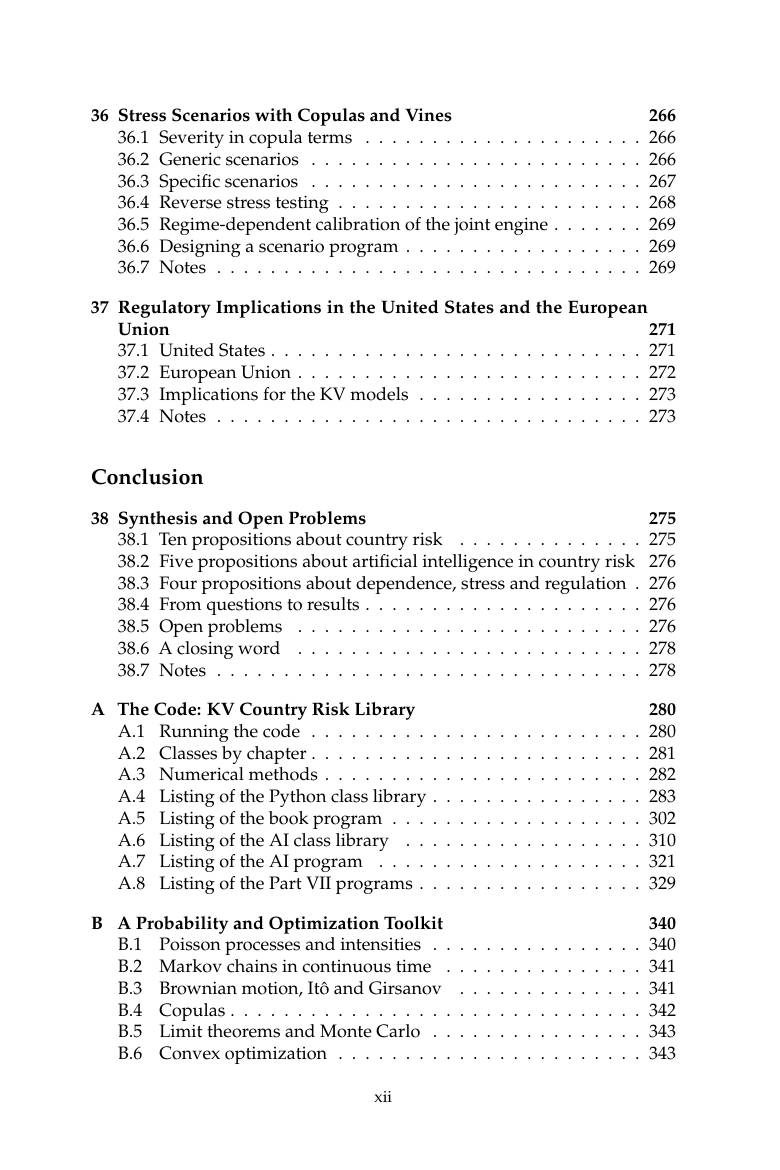 36 Stress Scenarios with Copulas and Vines 266
36.1 Severity in copula terms . . . . . . . . . . . . . . . . . . . . . 266
36.2 Generic scenarios . . . . . . . . . . . . . . . . . . . . . . . . . 266
36.3 Specific scenarios . . . . . . . . . . . . . . . . . . . . . . . . . 267
36.4 Reverse stress testing . . . . . . . . . . . . . . . . . . . . . . . 268
36.5 Regime-dependent calibration of the joint engine . . . . . . . 269
36.6 Designing a scenario program . . . . . . . . . . . . . . . . . . 269
36.7 Notes . . . . . . . . . . . . . . . . . . . . . . . . . . . . . . . . 269
37 Regulatory Implications in the United States and the European
Union 271
37.1 United States . . . . . . . . . . . . . . . . . . . . . . . . . . . . 271
37.2 European Union . . . . . . . . . . . . . . . . . . . . . . . . . . 272
37.3 Implications for the KV models . . . . . . . . . . . . . . . . . 273
37.4 Notes . . . . . . . . . . . . . . . . . . . . . . . . . . . . . . . . 273
Conclusion
38 Synthesis and Open Problems 275
38.1 Ten propositions about country risk . . . . . . . . . . . . . . 275
38.2 Five propositions about artificial intelligence in country risk 276
38.3 Four propositions about dependence, stress and regulation . 276
38.4 From questions to results . . . . . . . . . . . . . . . . . . . . . 276
38.5 Open problems . . . . . . . . . . . . . . . . . . . . . . . . . . 276
38.6 A closing word . . . . . . . . . . . . . . . . . . . . . . . . . . 278
38.7 Notes . . . . . . . . . . . . . . . . . . . . . . . . . . . . . . . . 278
A The Code: KV Country Risk Library 280
A.1 Running the code . . . . . . . . . . . . . . . . . . . . . . . . . 280
A.2 Classes by chapter . . . . . . . . . . . . . . . . . . . . . . . . . 281
A.3 Numerical methods . . . . . . . . . . . . . . . . . . . . . . . . 282
A.4 Listing of the Python class library . . . . . . . . . . . . . . . . 283
A.5 Listing of the book program . . . . . . . . . . . . . . . . . . . 302
A.6 Listing of the AI class library . . . . . . . . . . . . . . . . . . 310
A.7 Listing of the AI program . . . . . . . . . . . . . . . . . . . . 321
A.8 Listing of the Part VII programs . . . . . . . . . . . . . . . . . 329
B A Probability and Optimization Toolkit 340
B.1 Poisson processes and intensities . . . . . . . . . . . . . . . . 340
B.2 Markov chains in continuous time . . . . . . . . . . . . . . . 341
B.3 Brownian motion, Itô and Girsanov . . . . . . . . . . . . . . 341
B.4 Copulas . . . . . . . . . . . . . . . . . . . . . . . . . . . . . . . 342
B.5 Limit theorems and Monte Carlo . . . . . . . . . . . . . . . . 343
B.6 Convex optimization . . . . . . . . . . . . . . . . . . . . . . . 343
xii